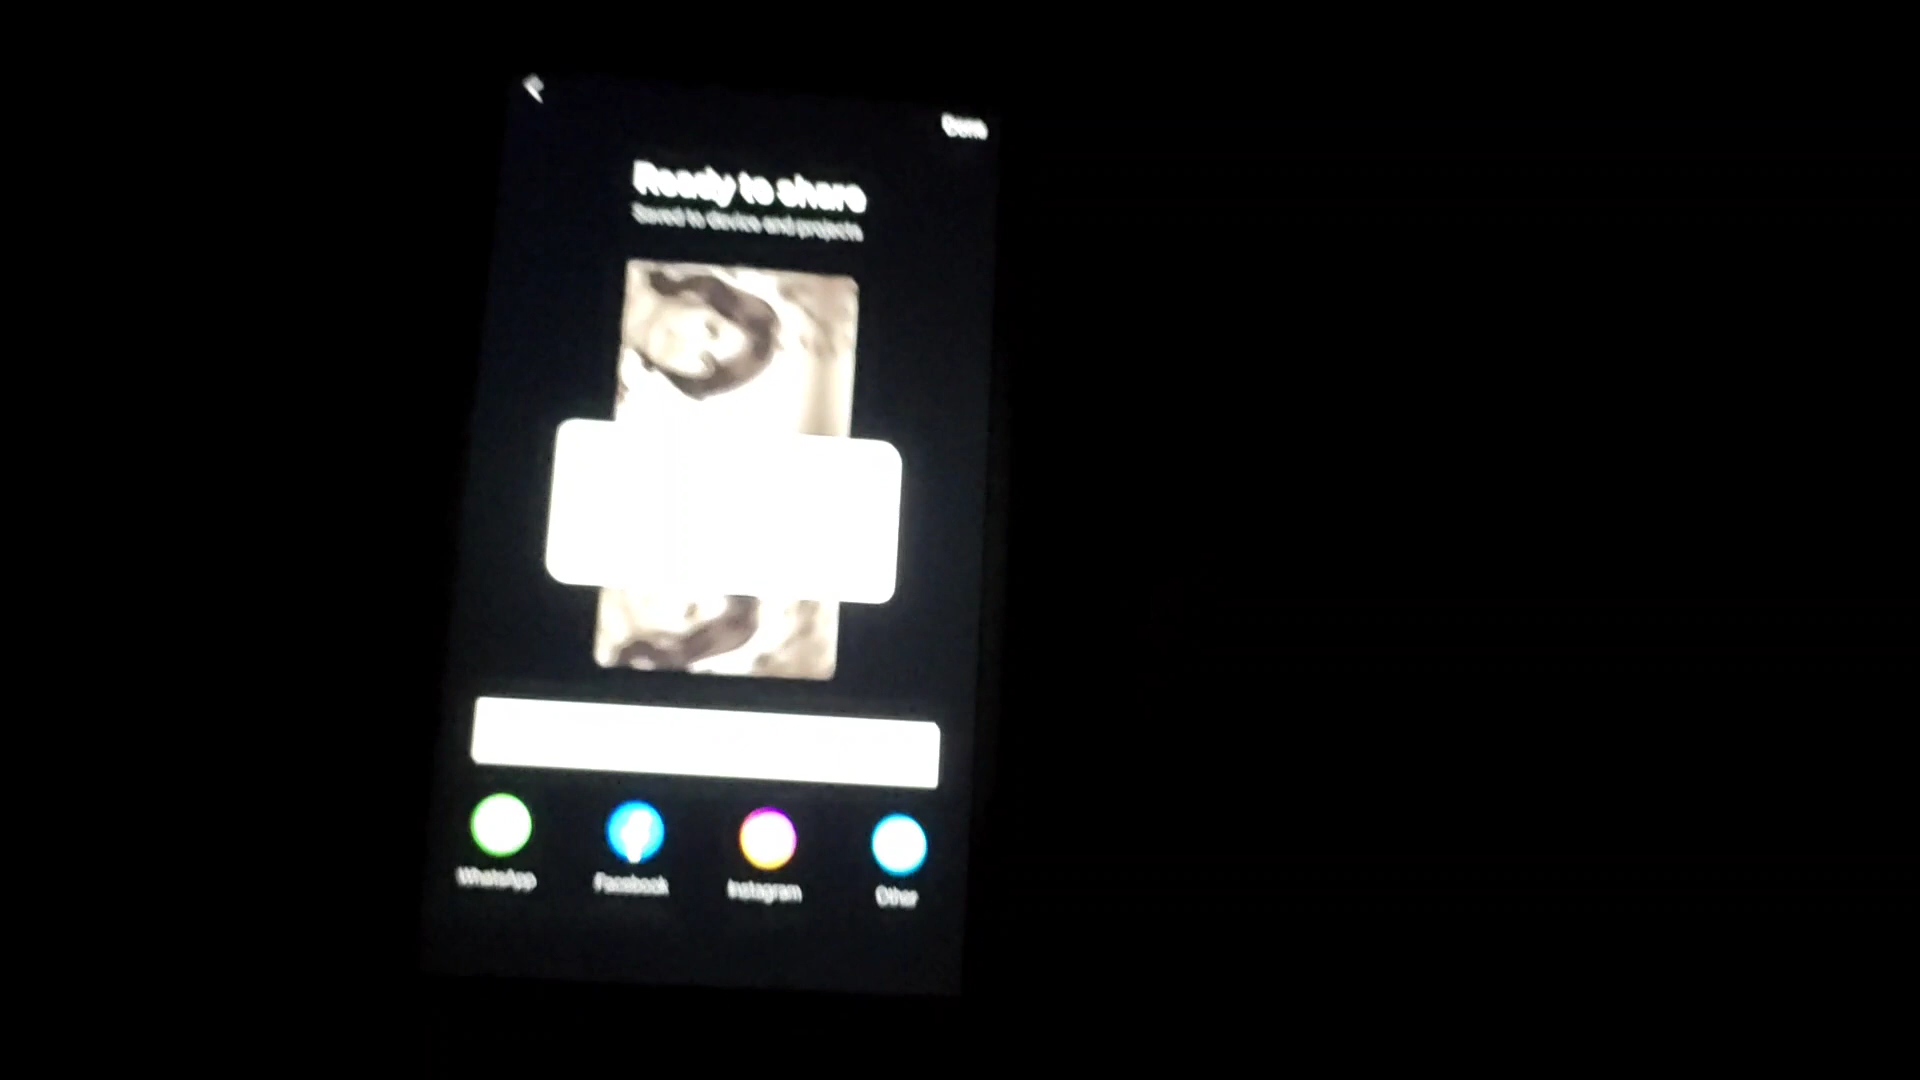 Done
Ready to share
Saved to device and projects
WhatsApp
Facebook
Instagram
Other